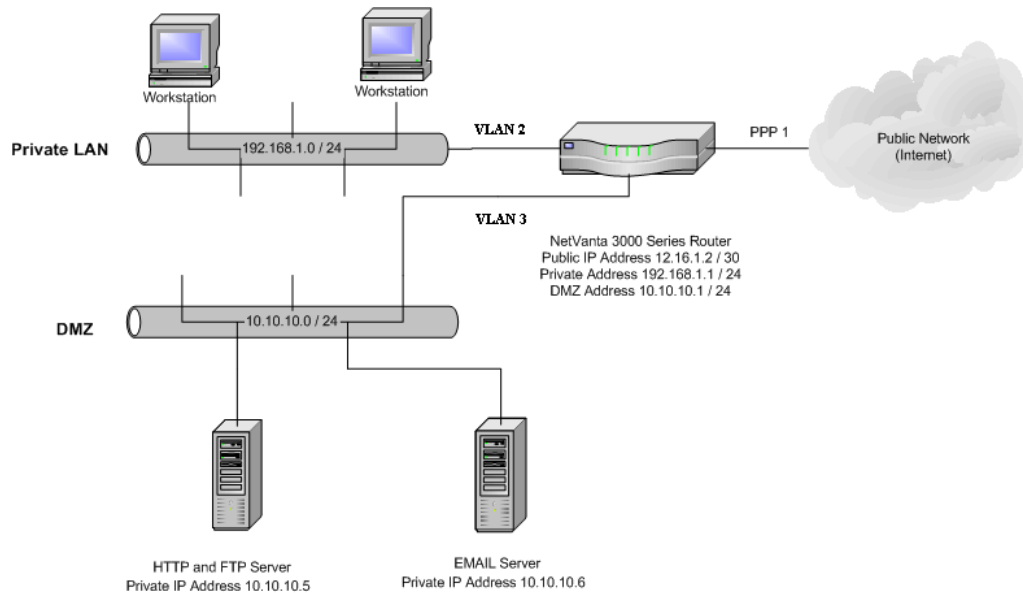 Workstation
Workstation
Private LAN
192.168.1.0 / 24
VLAN 2
PPP 1
Public Network
(Internet)
VLAN 3
NetVanta 3000 Series Router
Public IP Address 12.16.1.2 / 30
Private Address 192.168.1.1 / 24
DMZ Address 10.10.10.1 / 24
DMZ
10.10.10.0 / 24
HTTP and FTP Server
Private IP Address 10.10.10.5
EMAIL Server
Private IP Address 10.10.10.6